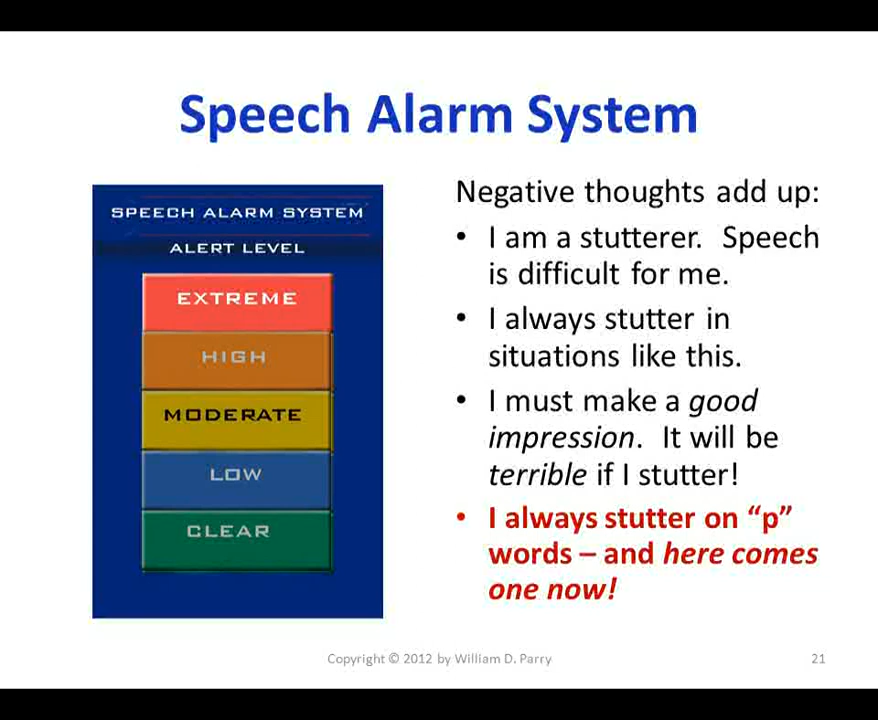 Speech Alarm System
SPEECH ALARM SYSTEM
ALERT LEVEL
EXTREME
HIGH
MODERATE
LOW
CLEAR
Negative thoughts add up:
• I am a stutterer.  Speech
is difficult for me.
• I always stutter in
situations like this.
• I must make a good
impression.  It will be
terrible if I stutter!
• I always stutter on “p”
words – and here comes
one now!
Copyright © 2012 by William D. Parry
21